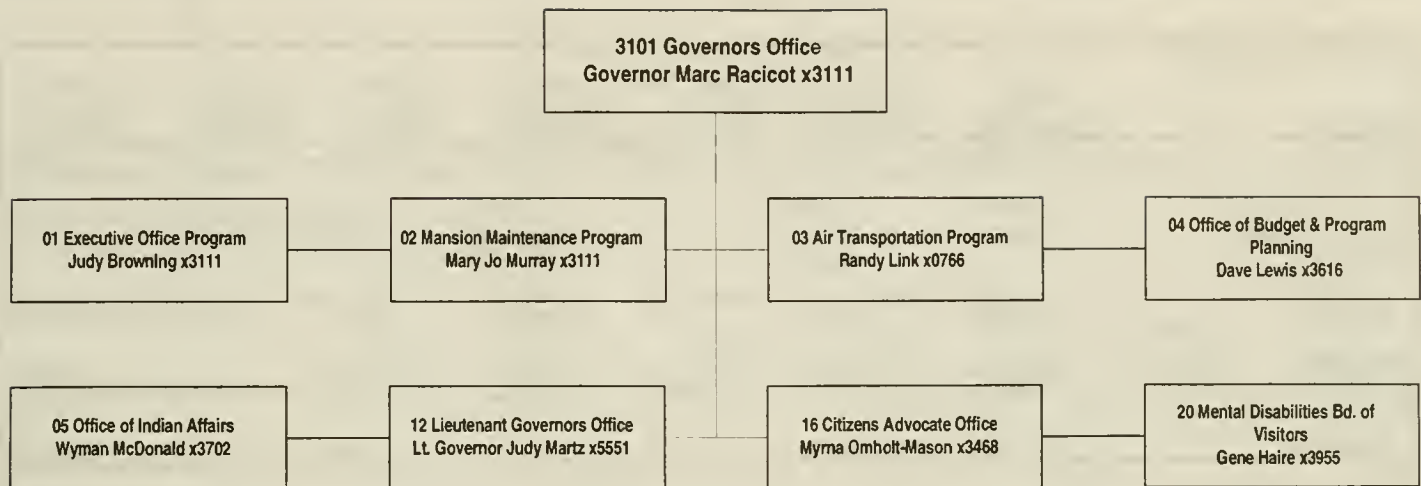 3101 Governors Office
Governor Marc Racicot x3111
01 Executive Office Program
Judy Browning x3111
02 Mansion Maintenance Program
Mary Jo Murray x3111
03 Air Transportation Program
Randy Link x0766
04 Office of Budget & Program
Planning
Dave Lewis x3616
05 Office of Indian Affairs
Wyman McDonald x3702
12 Lieutenant Governors Office
Lt. Governor Judy Martz x5551
16 Citizens Advocate Office
Myrna Omholt-Mason x3468
20 Mental Disabilities Bd. of
Visitors
Gene Haire x3955